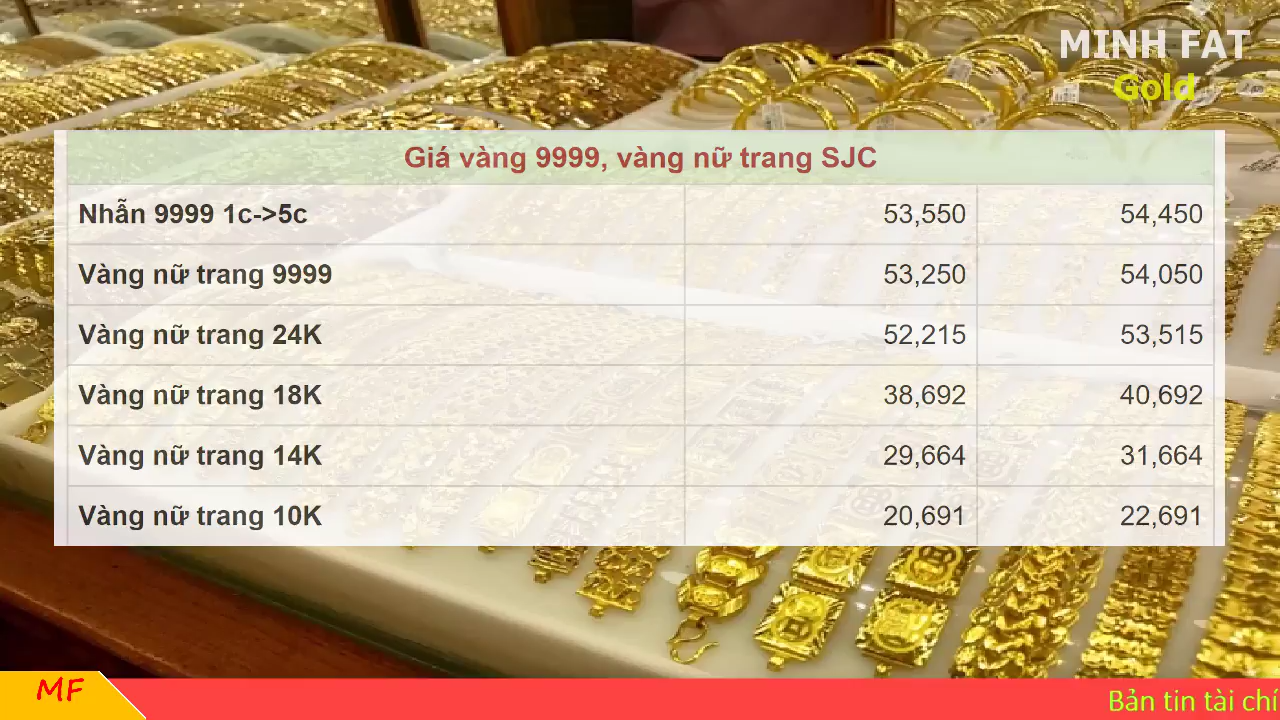 MINH FAT
Gold
Giá vàng 9999, vàng nữ trang SJC
Nhẫn 9999 1c->5c 53,550 54,450
Vàng nữ trang 9999 53,250 54,050
Vàng nữ trang 24K 52,215 53,515
Vàng nữ trang 18K 38,692 40,692
Vàng nữ trang 14K 29,664 31,664
Vàng nữ trang 10K 20,691 22,691
MF
Bản tin tài chí